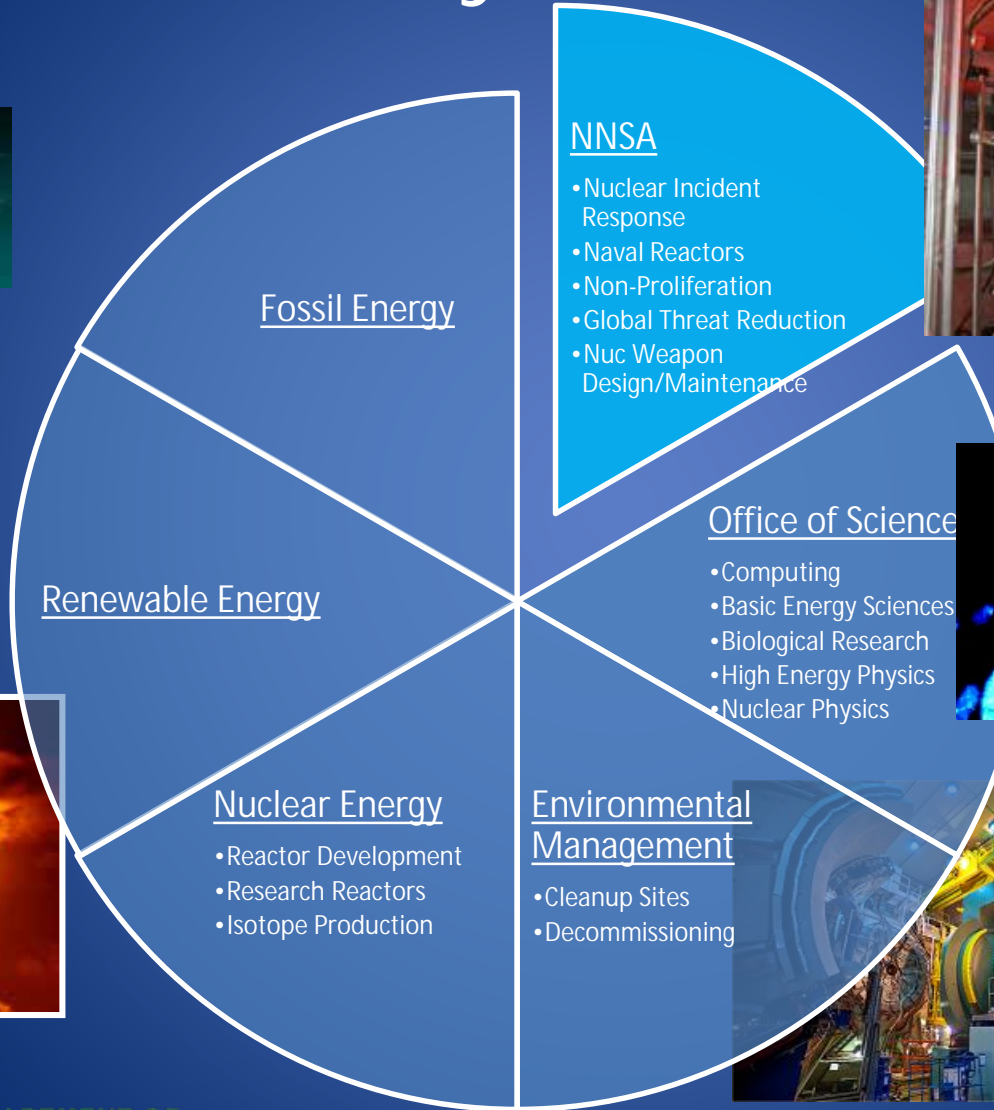 NNSA
•Nuclear Incident
Response
•Naval Reactors
•Non-Proliferation
•Global Threat Reduction
•Nuc Weapon
Design/Maintenance
Fossil Energy
Office of Science
•Computing
•Basic Energy Sciences
•Biological Research
•High Energy Physics
•Nuclear Physics
Renewable Energy
Nuclear Energy
•Reactor Development
•Research Reactors
•Isotope Production
Environmental
Management
•Cleanup Sites
•Decommissioning